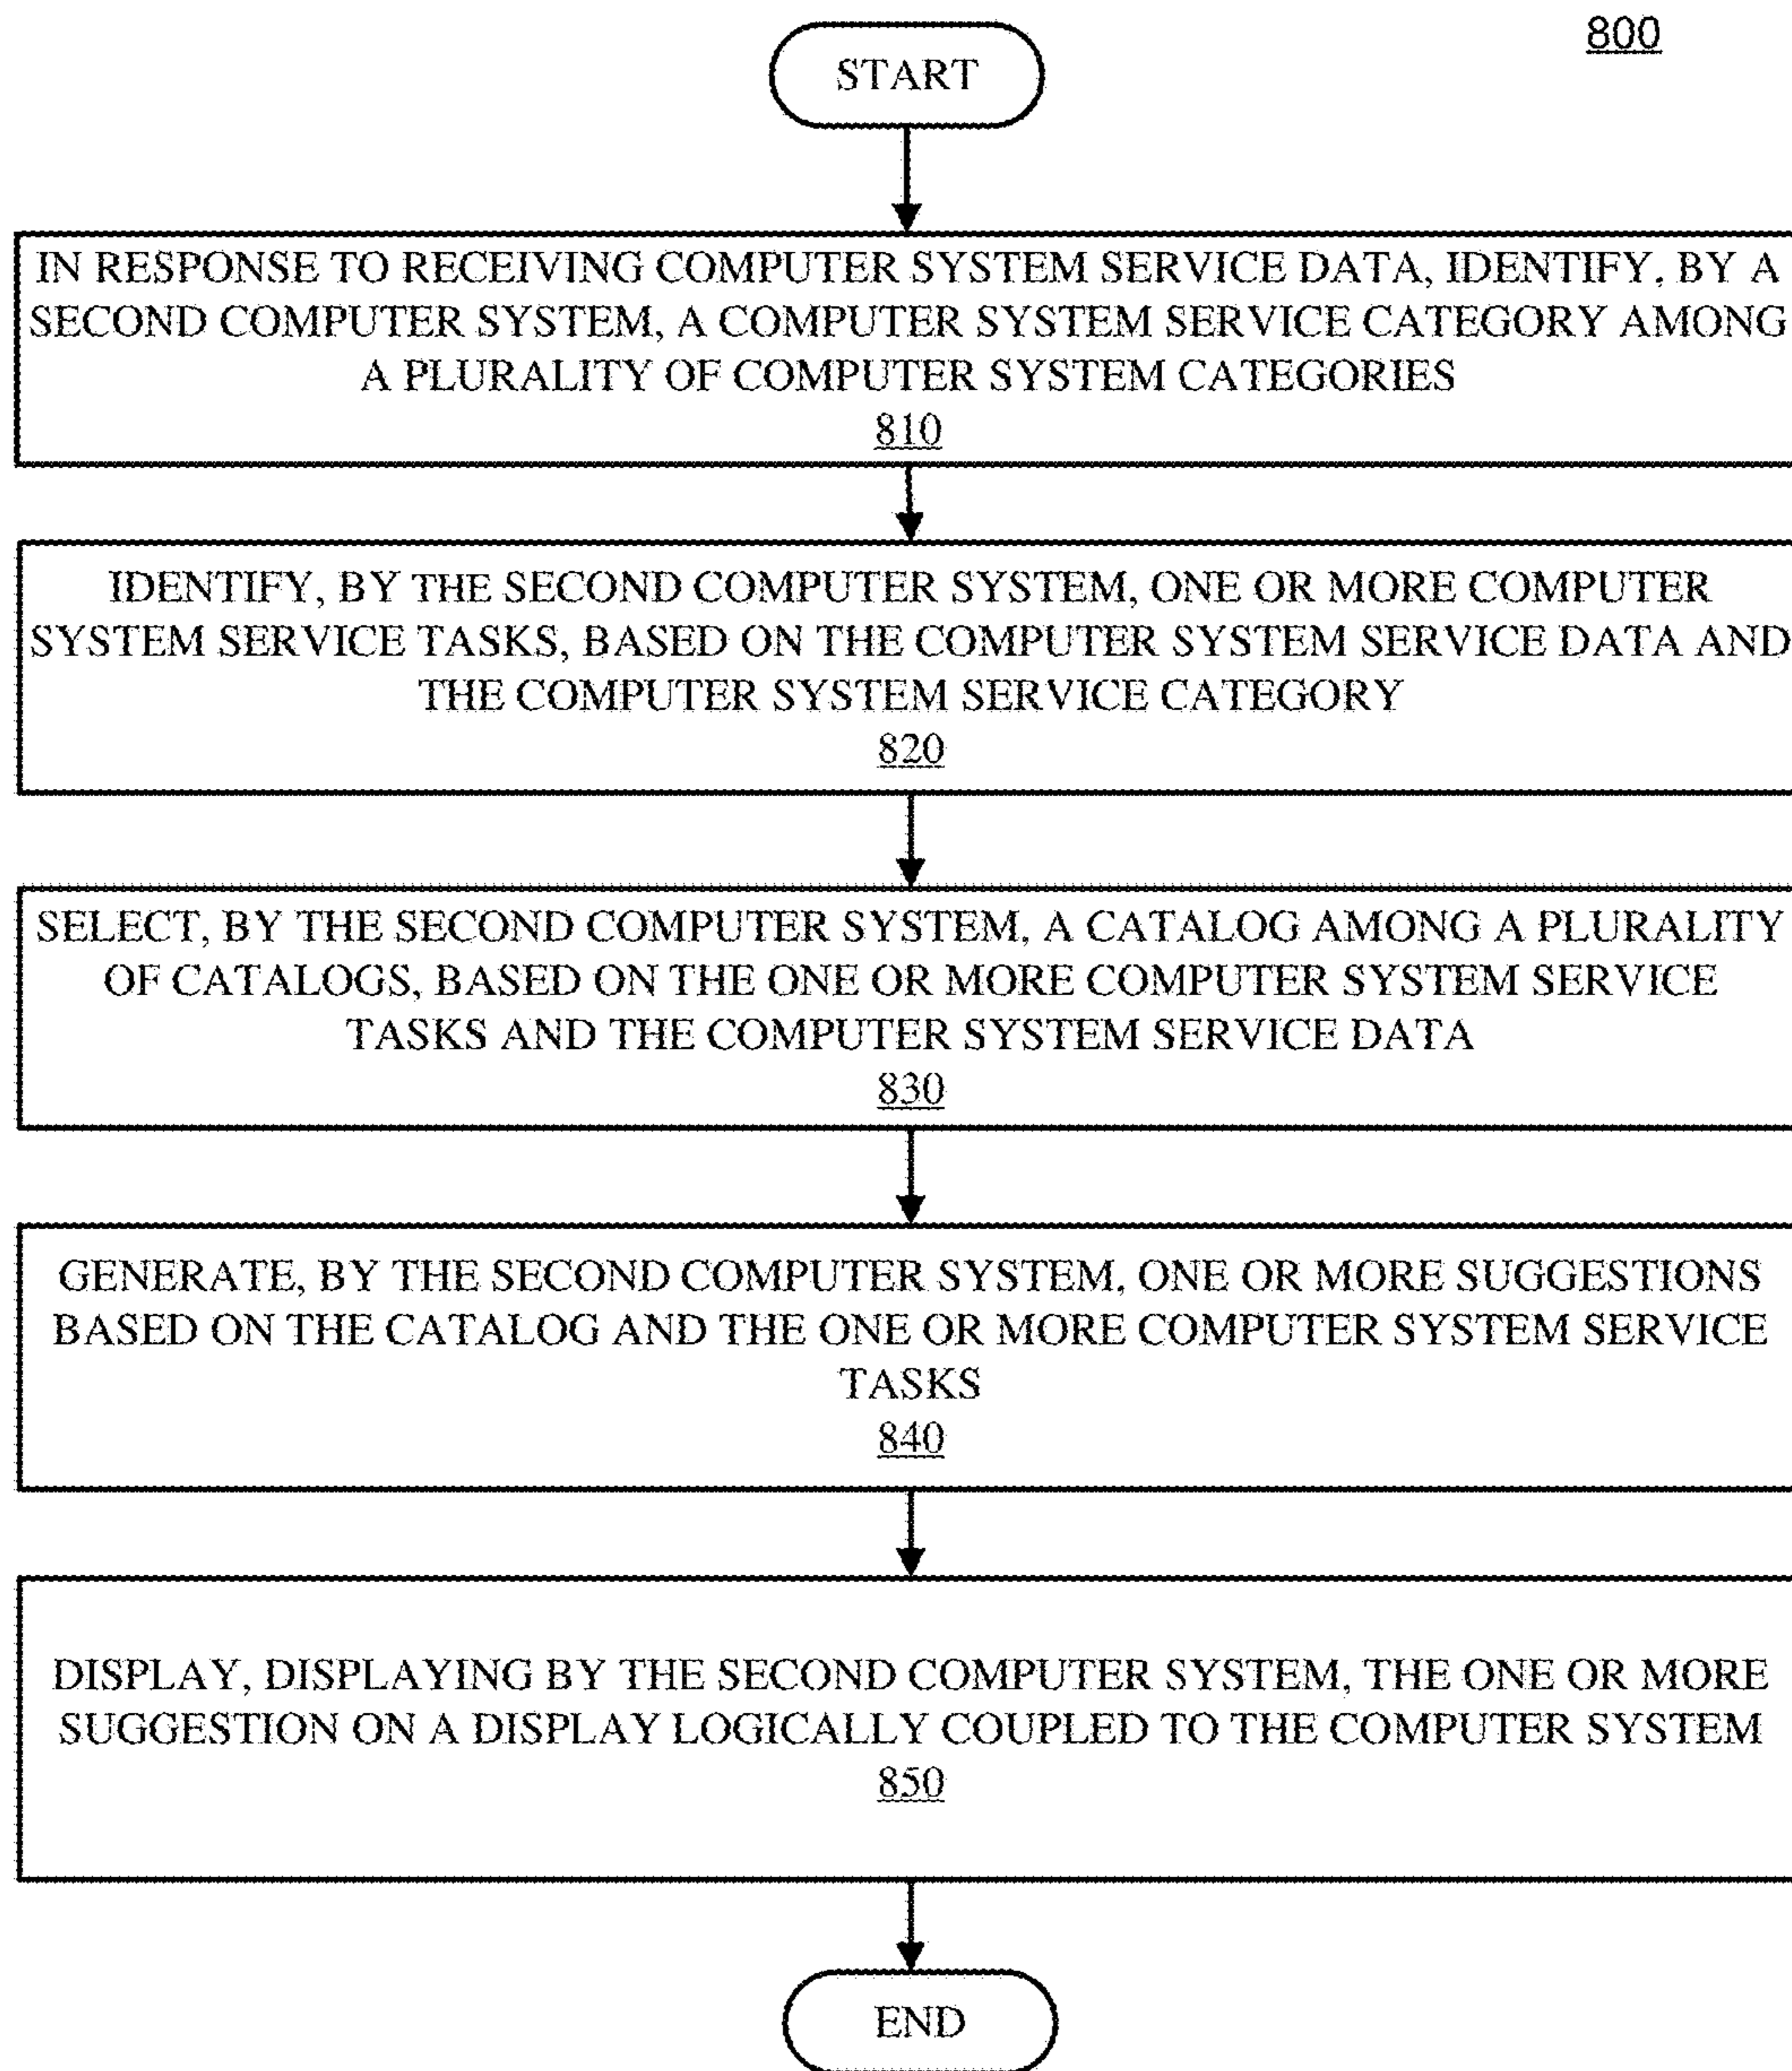 800
START
IN RESPONSE TO RECEIVING COMPUTER SYSTEM SERVICE DATA, IDENTIFY, BY A
SECOND COMPUTER SYSTEM, A COMPUTER SYSTEM SERVICE CATEGORY AMONG
A PLURALITY OF COMPUTER SYSTEM CATEGORIES
810
IDENTIFY, BY THE SECOND COMPUTER SYSTEM, ONE OR MORE COMPUTER
SYSTEM SERVICE TASKS, BASED ON THE COMPUTER SYSTEM SERVICE DATA AND
THE COMPUTER SYSTEM SERVICE CATEGORY
820
SELECT, BY THE SECOND COMPUTER SYSTEM, A CATALOG AMONG A PLURALITY
OF CATALOGS, BASED ON THE ONE OR MORE COMPUTER SYSTEM SERVICE
TASKS AND THE COMPUTER SYSTEM SERVICE DATA
830
GENERATE, BY THE SECOND COMPUTER SYSTEM, ONE OR MORE SUGGESTIONS
BASED ON THE CATALOG AND THE ONE OR MORE COMPUTER SYSTEM SERVICE
TASKS
840
DISPLAY, DISPLAYING BY THE SECOND COMPUTER SYSTEM, THE ONE OR MORE
SUGGESTION ON A DISPLAY LOGICALLY COUPLED TO THE COMPUTER SYSTEM
850
END